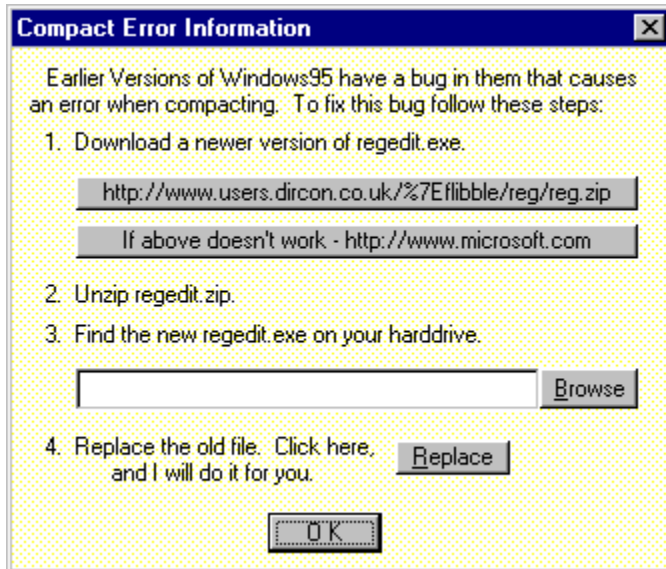 Compact Error Information
Earlier Versions of Windows95 have a bug in them that causes
an error when compacting. To fix this bug follow these steps:
1. Download a newer version of regedit.exe.
http://www.users.dircon.co.uk/%7Eflibble/reg/reg.zip
If above doesn't work - http://www.microsoft.com
2. Unzip regedit.zip.
3. Find the new regedit.exe on your harddrive.
Browse
4. Replace the old file. Click here,
and I will do it for you.
Replace
OK